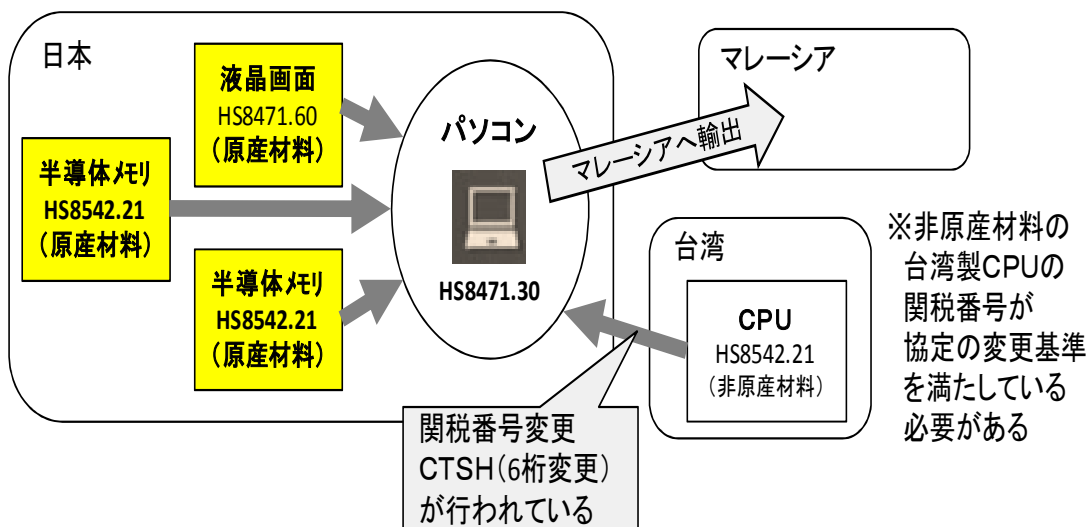 日本
液晶画面
HS8471.60
(原産材料)
半導体メモリ
HS8542.21
(原産材料)
半導体メモリ
HS8542.21
(原産材料)
パソコン
HS8471.30
マレーシアへ輸出
マレーシア
台湾
CPU
HS8542.21
(非原産材料)
※非原産材料の
台湾製CPUの
関税番号が
協定の変更基準
を満たしている
必要がある
関税番号変更
CTSH(6桁変更)
が行われている